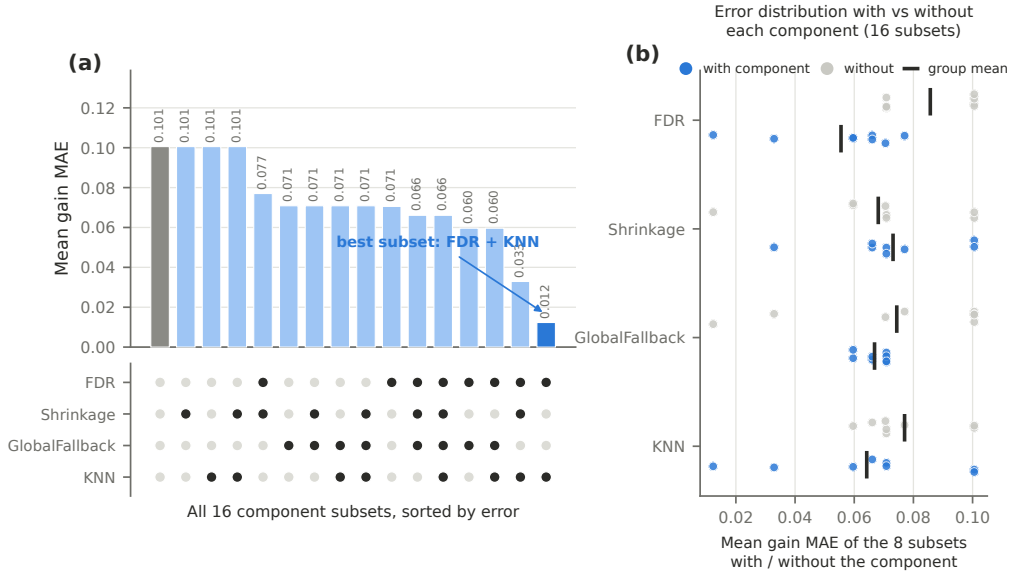 (a)
Mean gain MAE
0.12
0.10
0.08
0.06
0.04
0.02
0.00
0.101
0.101
0.101
0.101
0.077
0.071
0.071
0.071
0.071
0.071
0.066
0.066
0.060
0.060
0.033
0.012
best subset: FDR + KNN
FDR
Shrinkage
GlobalFallback
KNN
All 16 component subsets, sorted by error
Error distribution with vs without
each component (16 subsets)
(b)
with component
without
group mean
FDR
Shrinkage
GlobalFallback
KNN
0.02
0.04
0.06
0.08
0.10
Mean gain MAE of the 8 subsets
with / without the component